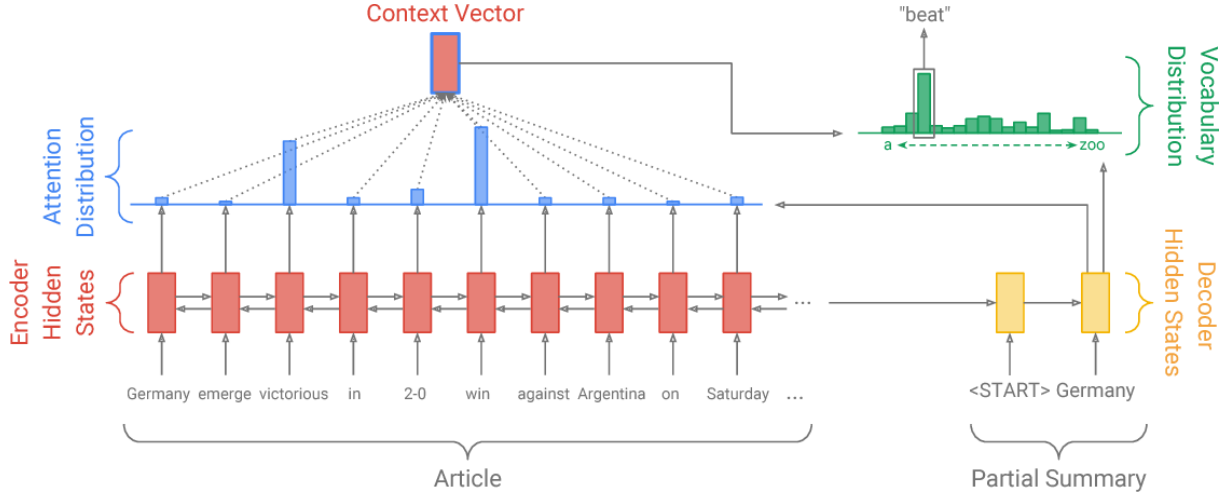 Context Vector
"beat"
Vocabulary
Distribution
a
zoo
Attention
Distribution
Encoder
Hidden
States
...
Decoder
Hidden States
Germany emerge victorious in 2-0 win against Argentina on Saturday ...
<START> Germany
Article
Partial Summary